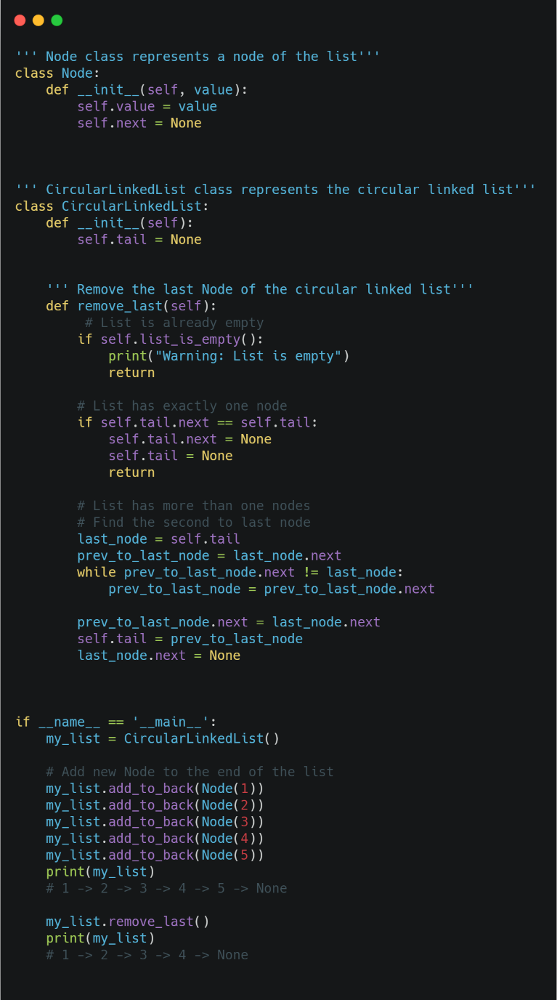 ''' Node class represents a node of the list'''
class Node:
    def __init__(self, value):
        self.value = value
        self.next = None

''' CircularLinkedList class represents the circular linked list'''
class CircularLinkedList:
    def __init__(self):
        self.tail = None

    ''' Remove the last Node of the circular linked list'''
    def remove_last(self):
         # List is already empty
        if self.list_is_empty():
            print("Warning: List is empty")
            return

        # List has exactly one node
        if self.tail.next == self.tail:
            self.tail.next = None
            self.tail = None
            return

        # List has more than one nodes
        # Find the second to last node
        last_node = self.tail
        prev_to_last_node = last_node.next
        while prev_to_last_node.next != last_node:
            prev_to_last_node = prev_to_last_node.next

        prev_to_last_node.next = last_node.next
        self.tail = prev_to_last_node
        last_node.next = None

if __name__ == '__main__':
    my_list = CircularLinkedList()

    # Add new Node to the end of the list
    my_list.add_to_back(Node(1))
    my_list.add_to_back(Node(2))
    my_list.add_to_back(Node(3))
    my_list.add_to_back(Node(4))
    my_list.add_to_back(Node(5))
    print(my_list)
    # 1 -> 2 -> 3 -> 4 -> 5 -> None

    my_list.remove_last()
    print(my_list)
    # 1 -> 2 -> 3 -> 4 -> None